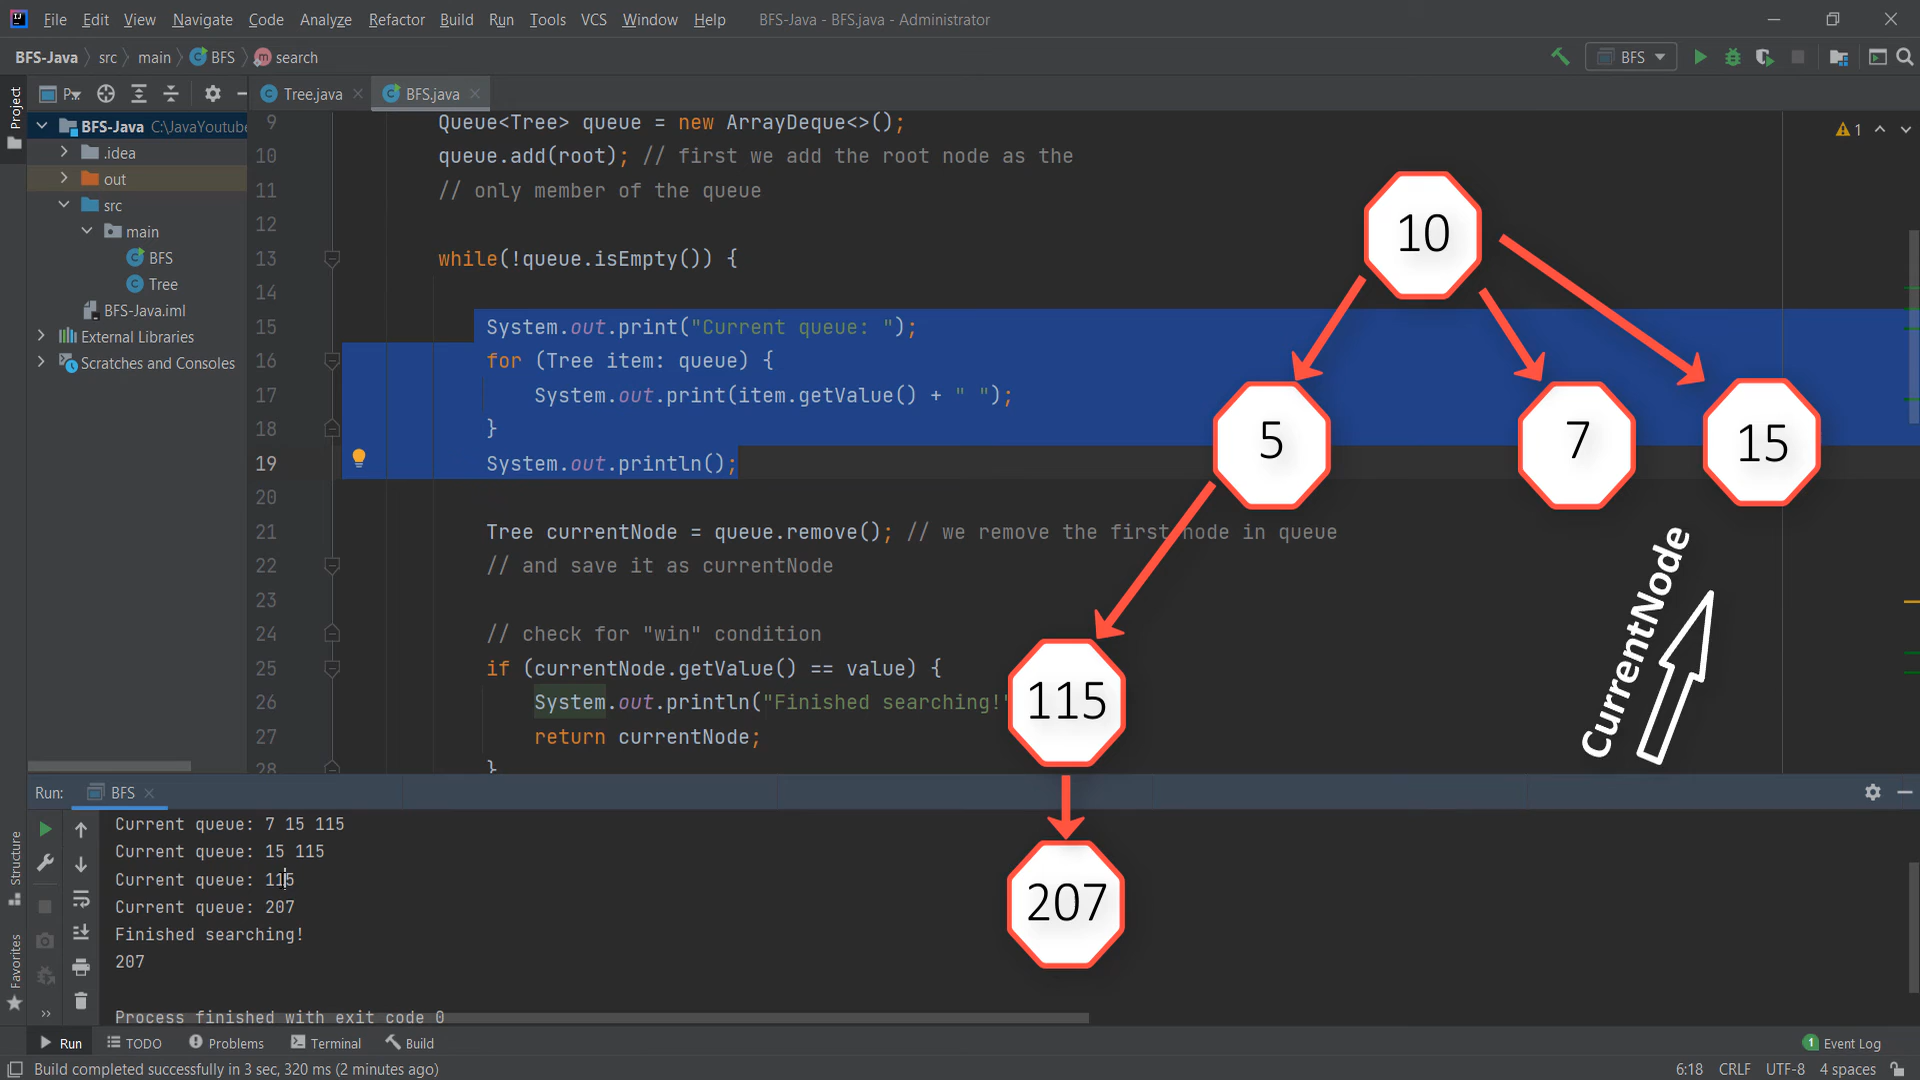 File Edit View Navigate Code Analyze Refactor Build Run Tools VCS Window Help BFS-Java - BFS.java - Administrator
BFS-Java src main BFS search BFS
Project
P
Tree.java
BFS.java
BFS-Java C:\JavaYoutube
.idea
out
src
main
BFS
Tree
BFS-Java.iml
External Libraries
Scratches and Consoles
1
9 Queue<Tree> queue = new ArrayDeque<>();
10 queue.add(root); // first we add the root node as the
11 // only member of the queue
12
13 while(!queue.isEmpty()) {
14
15 System.out.print("Current queue: ");
16 for (Tree item: queue) {
17 System.out.print(item.getValue() + " ");
18 }
19 System.out.println();
20
21 Tree currentNode = queue.remove(); // we remove the first node in queue
22 // and save it as currentNode
23
24 // check for "win" condition
25 if (currentNode.getValue() == value) {
26 System.out.println("Finished searching!"
27 return currentNode;
28 }
10
5
7
15
115
207
CurrentNode
Run: BFS
Current queue: 7 15 115
Current queue: 15 115
Current queue: 115
Current queue: 207
Finished searching!
207
Process finished with exit code 0
Structure
Favorites
Run TODO Problems Terminal Build 1 Event Log
Build completed successfully in 3 sec, 320 ms (2 minutes ago) 6:18 CRLF UTF-8 4 spaces